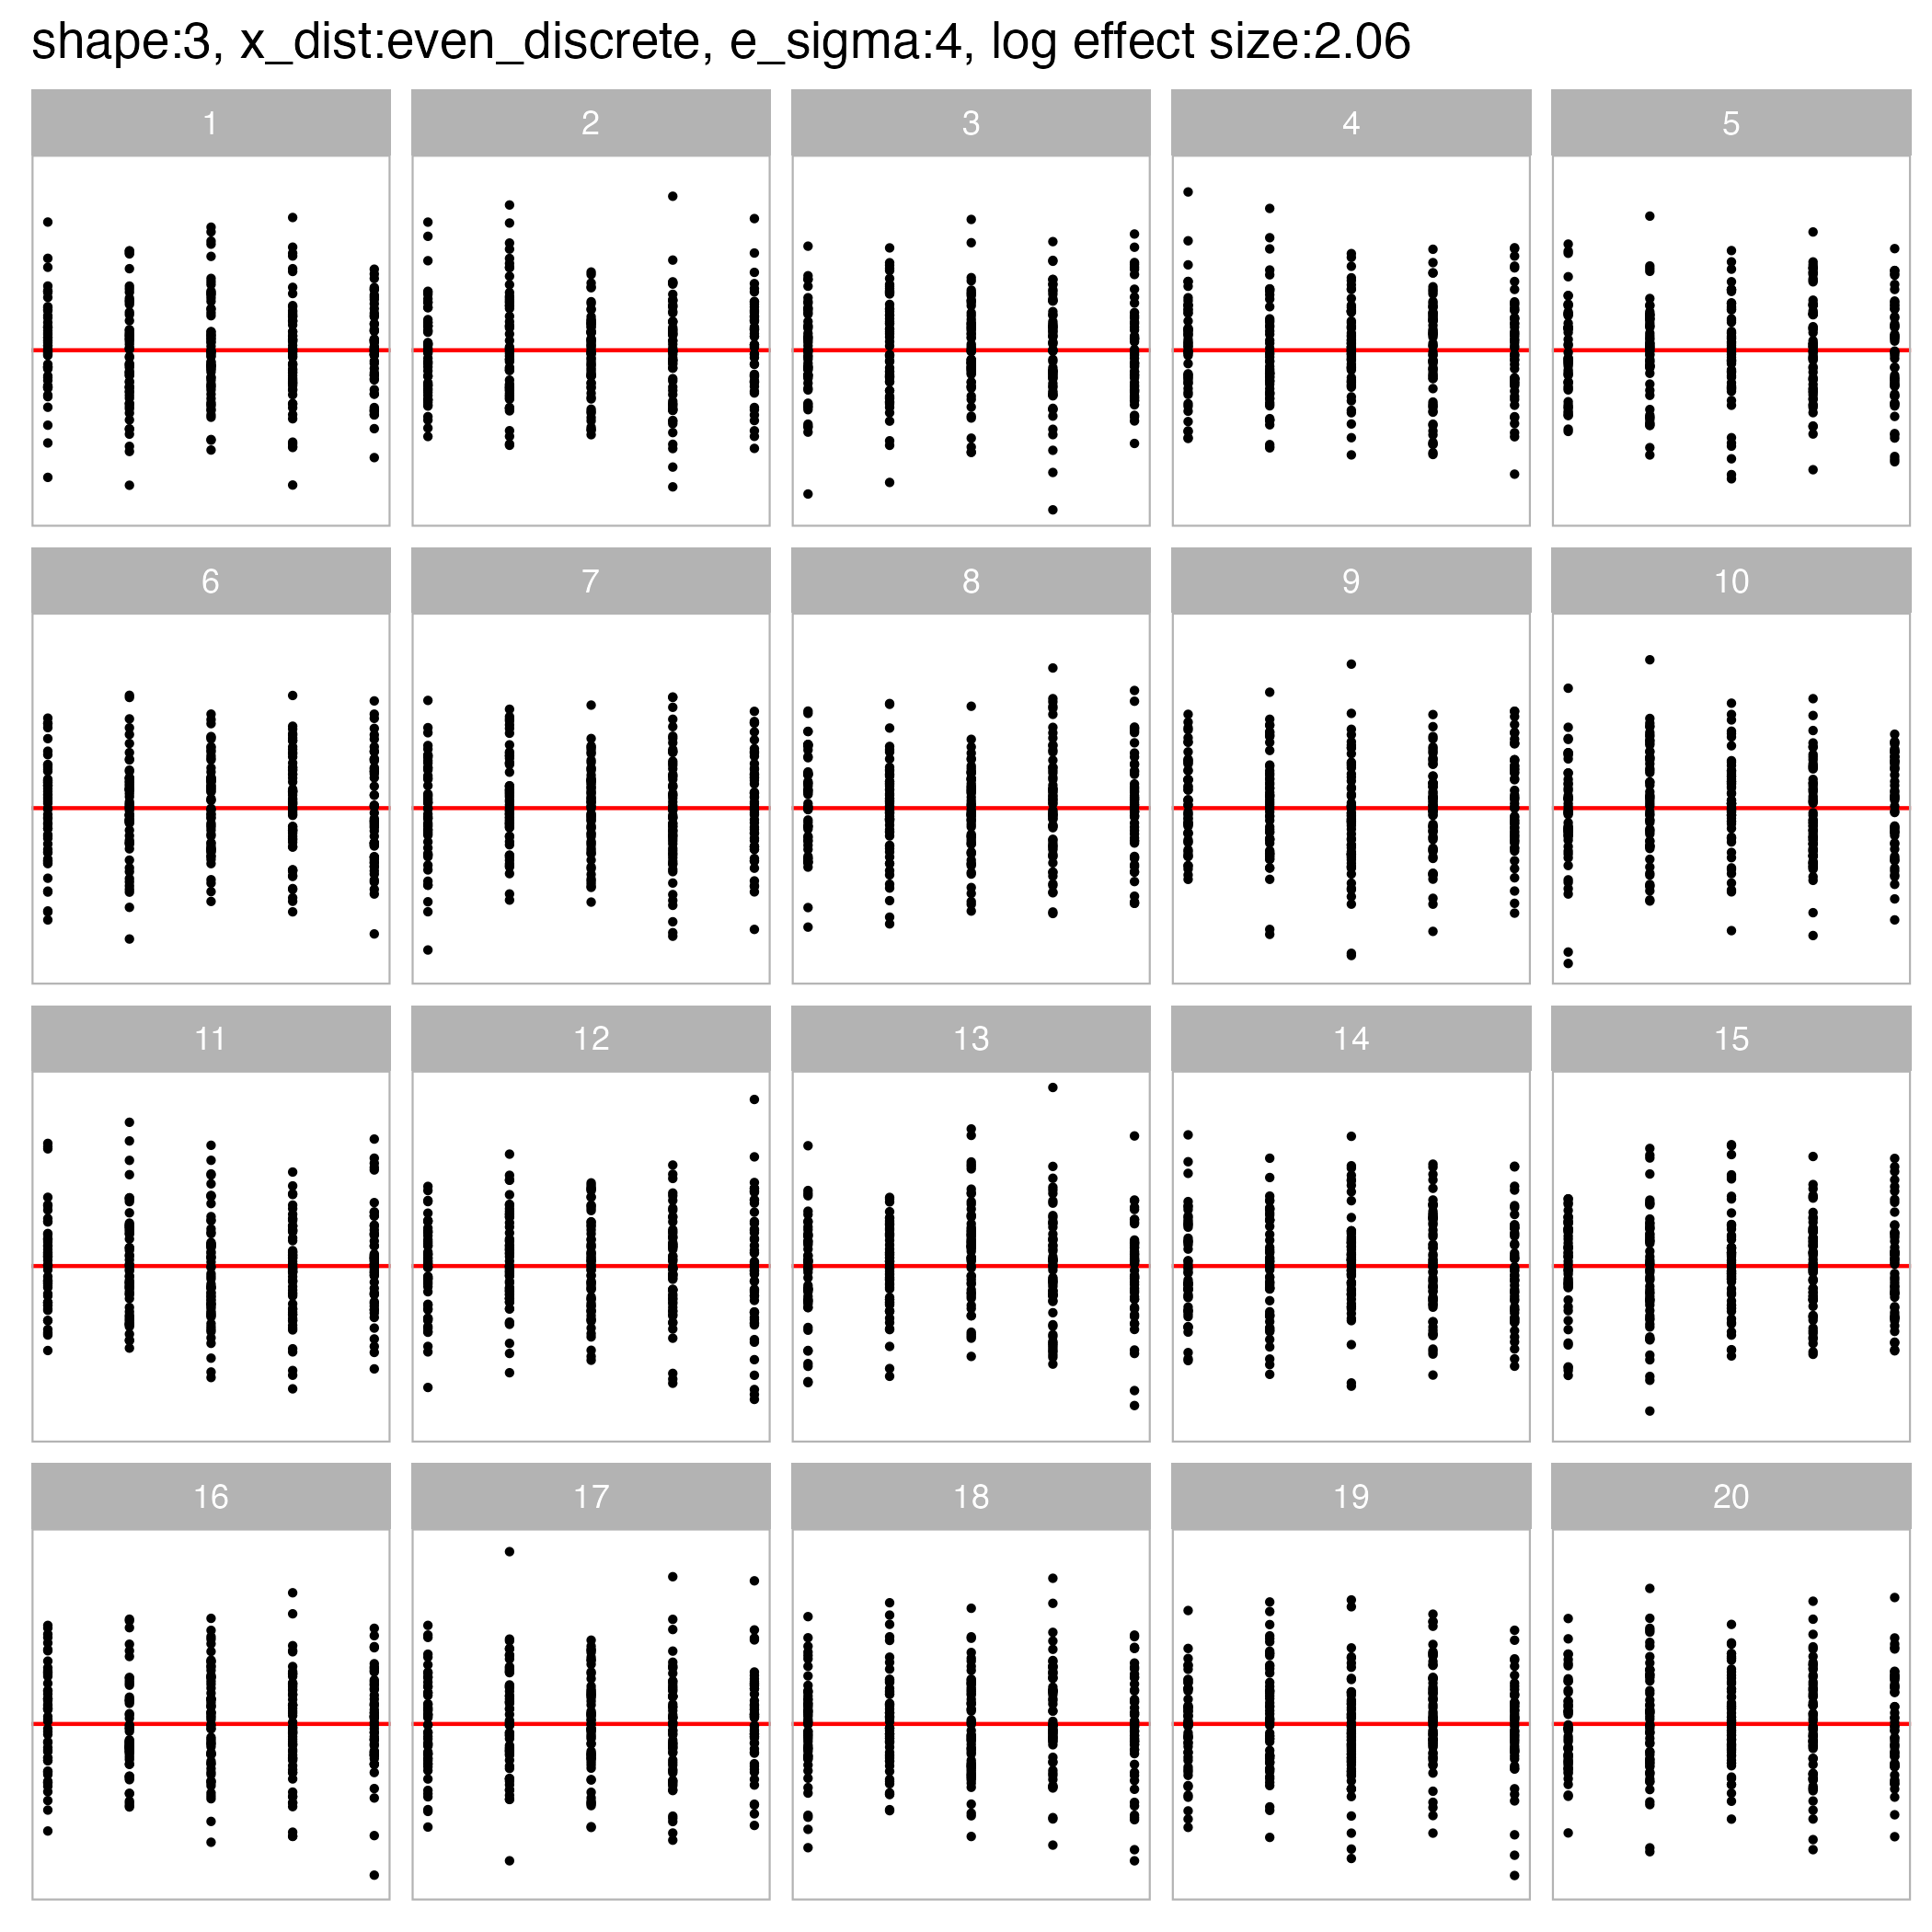 shape:3, x_dist:even_discrete, e_sigma:4, log effect size:2.06
1 2 3 4 5
6 7 8 9 10
11 12 13 14 15
16 17 18 19 20